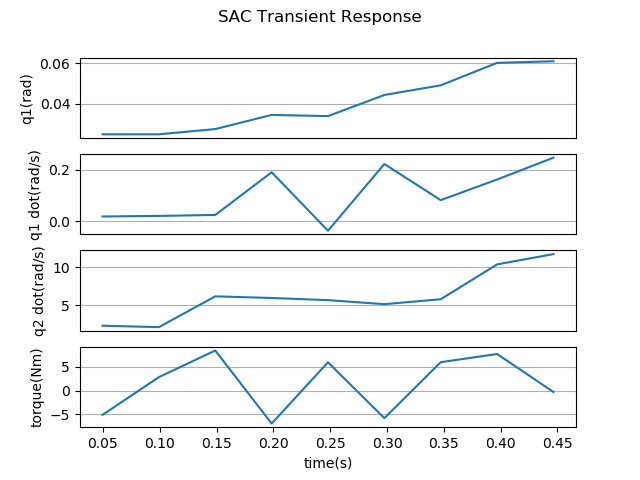 SAC Transient Response
0.06
0.04
q1(rad)
0.2
0.0
q1 dot(rad/s)
10
5
q2 dot(rad/s)
5
0
−5
torque(Nm)
0.05 0.10 0.15 0.20 0.25 0.30 0.35 0.40 0.45
time(s)